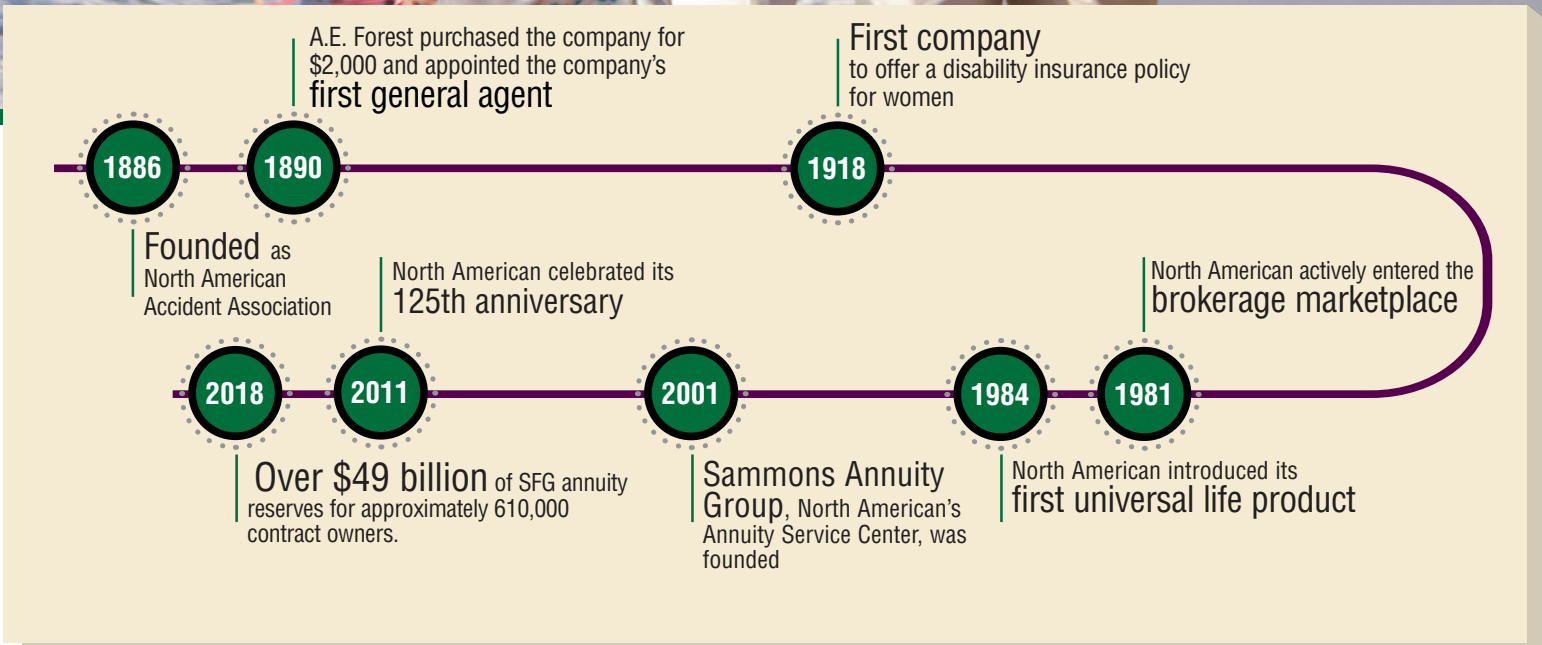 1886
Founded as
North American
Accident Association
1890
A.E. Forest purchased the company for
$2,000 and appointed the company's
first general agent
1918
First company
to offer a disability insurance policy
for women
1981
North American actively entered the
brokerage marketplace
1984
North American introduced its
first universal life product
2001
Sammons Annuity
Group, North American's
Annuity Service Center, was
founded
2011
North American celebrated its
125th anniversary
2018
Over $49 billion of SFG annuity
reserves for approximately 610,000
contract owners.